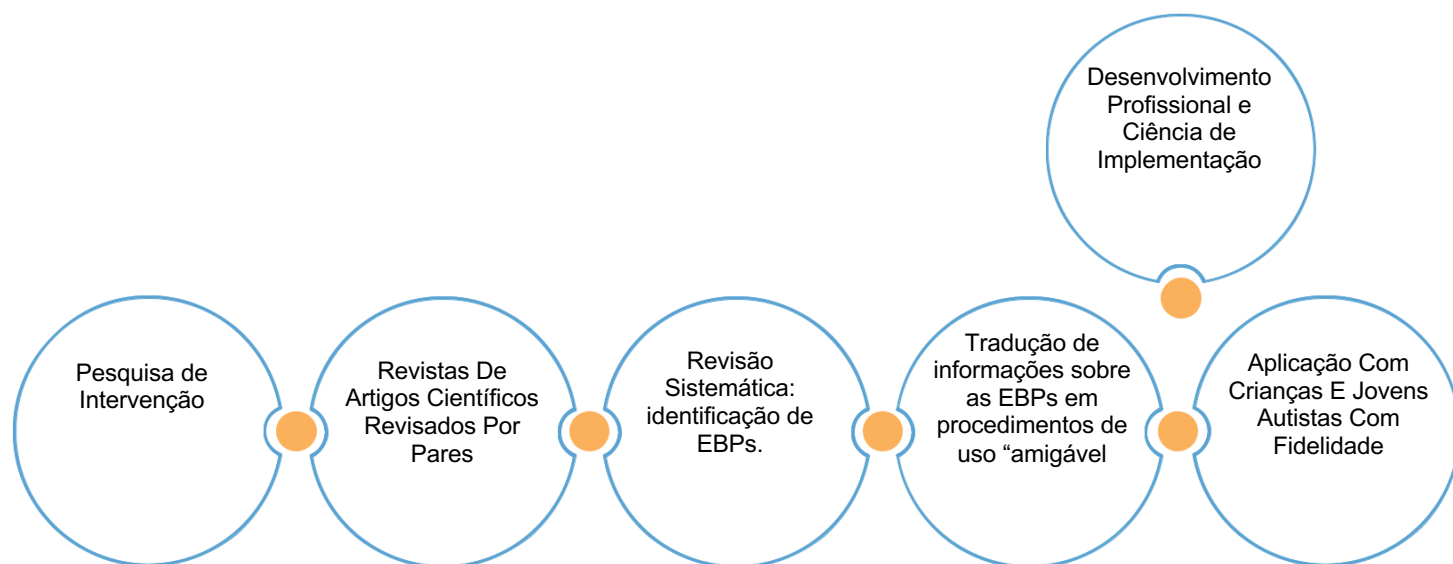 Desenvolvimento
Profissional e
Ciência de
Implementação
Pesquisa de
Intervenção
Revistas De
Artigos Científicos
Revisados Por
Pares
Revisão
Sistemática:
identificação de
EBPs.
Tradução de
informações sobre
as EBPs em
procedimentos de
uso “amigável
Aplicação Com
Crianças E Jovens
Autistas Com
Fidelidade